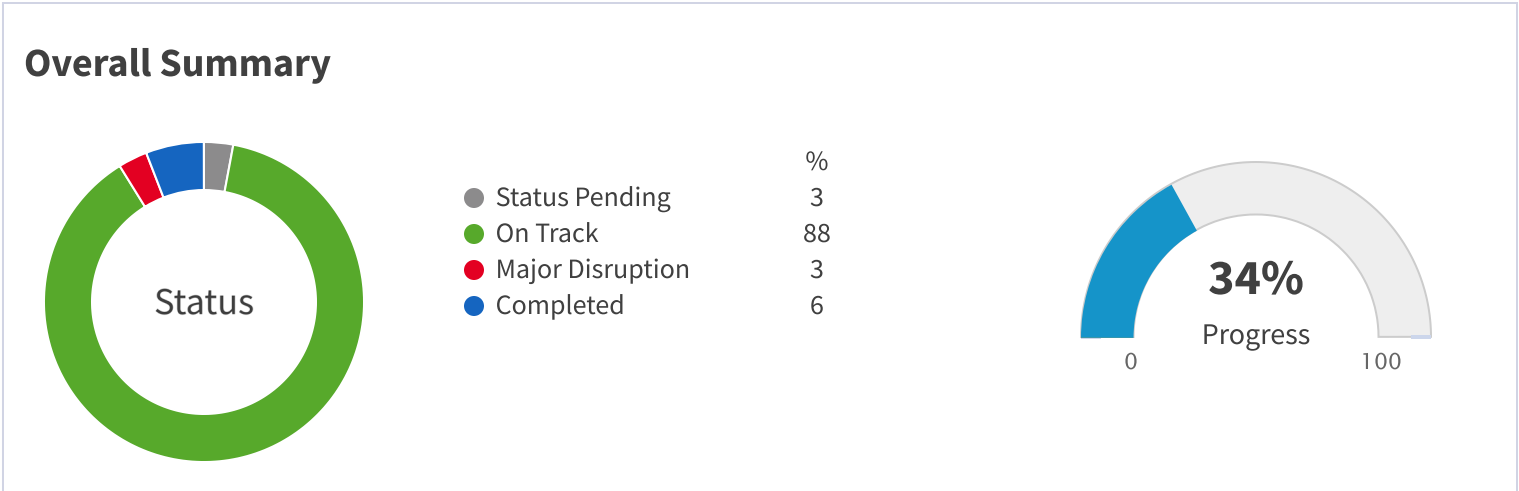 Overall Summary
Status
%
Status Pending 3
On Track 88
Major Disruption 3
Completed 6
34%
Progress
0 100